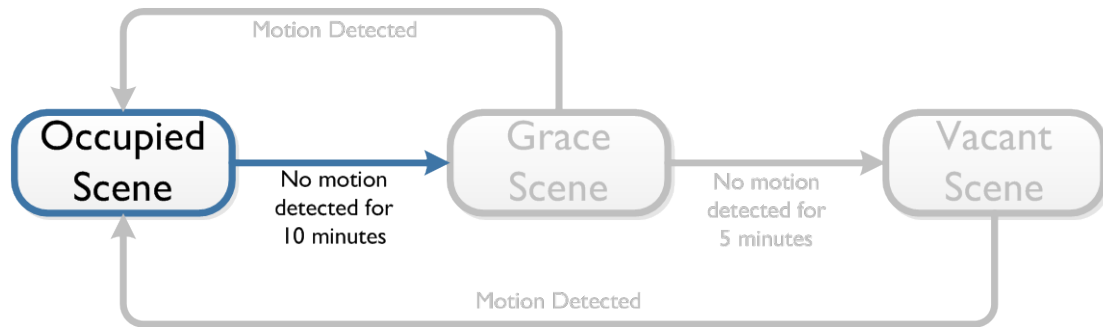 Motion Detected
Occupied
Scene
No motion
detected for
10 minutes
Grace
Scene
No motion
detected for
5 minutes
Vacant
Scene
Motion Detected